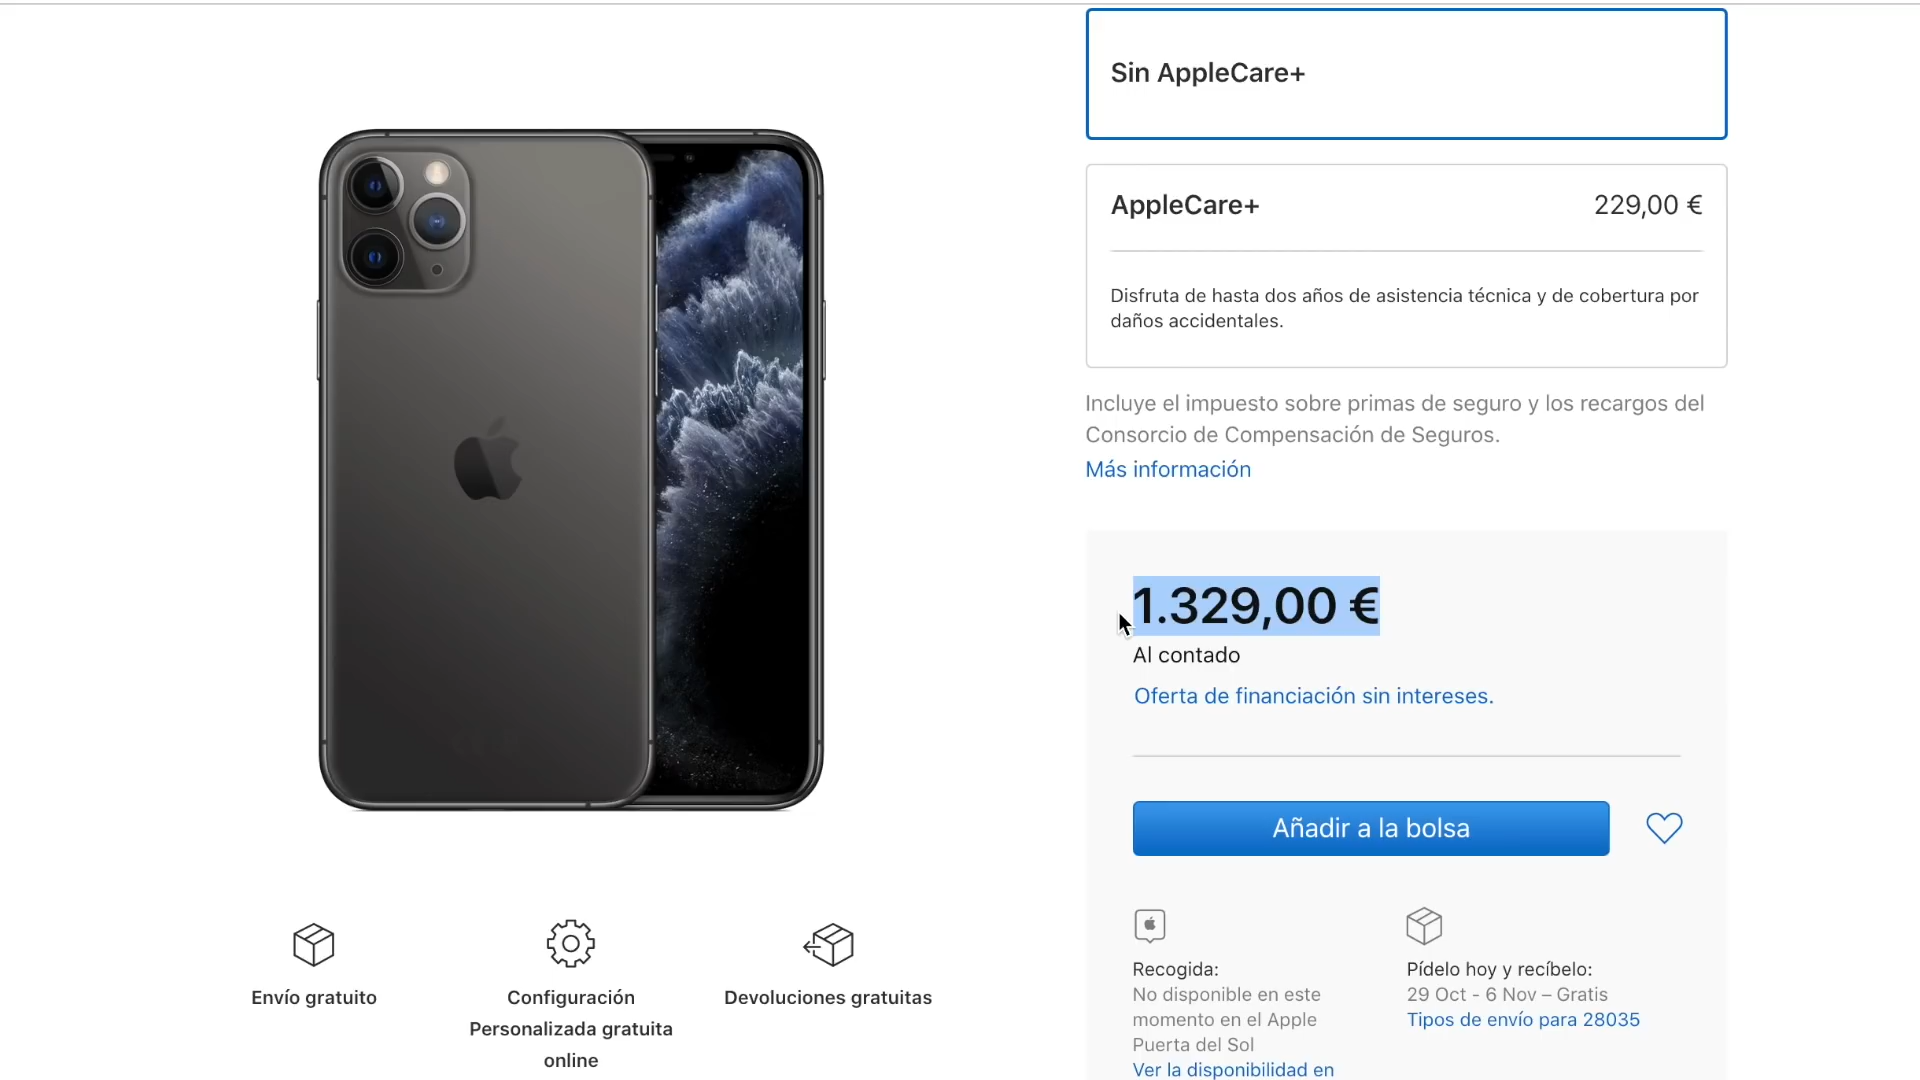 Sin AppleCare+
AppleCare+ 229,00 €
Disfruta de hasta dos años de asistencia técnica y de cobertura por
daños accidentales.
Incluye el impuesto sobre primas de seguro y los recargos del
Consorcio de Compensación de Seguros.
Más información
1.329,00 €
Al contado
Oferta de financiación sin intereses.
Añadir a la bolsa
Recogida:
No disponible en este
momento en el Apple
Puerta del Sol
Ver la disponibilidad en
Pídelo hoy y recíbelo:
29 Oct - 6 Nov – Gratis
Tipos de envío para 28035
Envío gratuito
Configuración
Personalizada gratuita
online
Devoluciones gratuitas